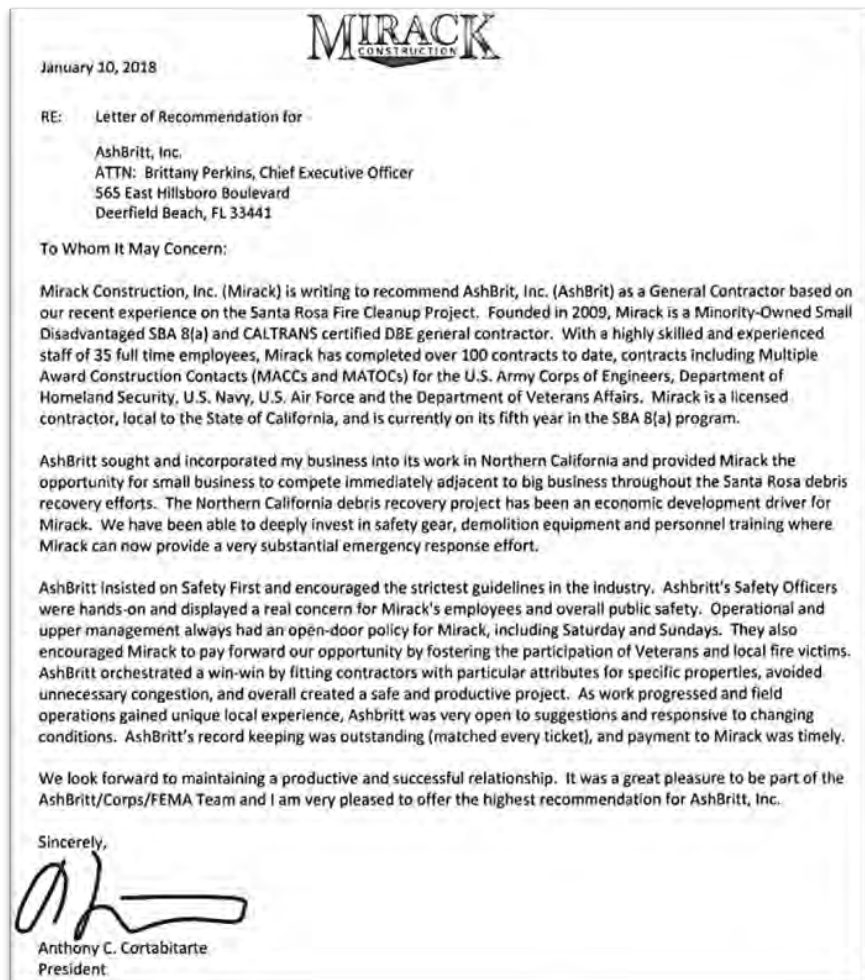 MIRACK
CONSTRUCTION
January 10, 2018
RE: Letter of Recommendation for
AshBritt, Inc.
ATTN: Brittany Perkins, Chief Executive Officer
565 East Hillsboro Boulevard
Deerfield Beach, FL 33441
To Whom It May Concern:
Mirack Construction, Inc. (Mirack) is writing to recommend AshBrit, Inc. (AshBrit) as a General Contractor based on
our recent experience on the Santa Rosa Fire Cleanup Project. Founded in 2009, Mirack is a Minority-Owned Small
Disadvantaged SBA 8(a) and CALTRANS certified DBE general contractor. With a highly skilled and experienced
staff of 35 full time employees, Mirack has completed over 100 contracts to date, contracts including Multiple
Award Construction Contacts (MACCs and MATOCs) for the U.S. Army Corps of Engineers, Department of
Homeland Security, U.S. Navy, U.S. Air Force and the Department of Veterans Affairs. Mirack is a licensed
contractor, local to the State of California, and is currently on its fifth year in the SBA 8(a) program.
AshBritt sought and incorporated my business into its work in Northern California and provided Mirack the
opportunity for small business to compete immediately adjacent to big business throughout the Santa Rosa debris
recovery efforts. The Northern California debris recovery project has been an economic development driver for
Mirack. We have been able to deeply invest in safety gear, demolition equipment and personnel training where
Mirack can now provide a very substantial emergency response effort.
AshBritt insisted on Safety First and encouraged the strictest guidelines in the industry. Ashbritt's Safety Officers
were hands-on and displayed a real concern for Mirack's employees and overall public safety. Operational and
upper management always had an open-door policy for Mirack, including Saturday and Sundays. They also
encouraged Mirack to pay forward our opportunity by fostering the participation of Veterans and local fire victims.
AshBritt orchestrated a win-win by fitting contractors with particular attributes for specific properties, avoided
unnecessary congestion, and overall created a safe and productive project. As work progressed and field
operations gained unique local experience, Ashbritt was very open to suggestions and responsive to changing
conditions. AshBritt's record keeping was outstanding (matched every ticket), and payment to Mirack was timely.
We look forward to maintaining a productive and successful relationship. It was a great pleasure to be part of the
AshBritt/Corps/FEMA Team and I am very pleased to offer the highest recommendation for AshBritt, Inc.
Sincerely,
Anthony C. Cortabitarte
President